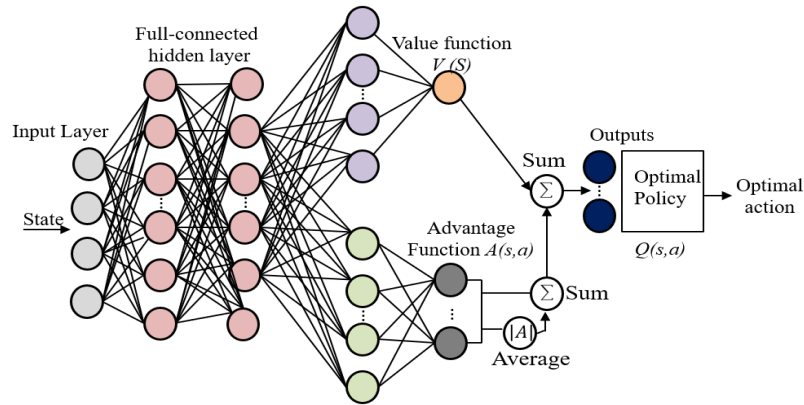 Full-connected
hidden layer
Value function
V (S)
Input Layer
State
Outputs
Sum
Σ
Optimal
Policy
Optimal
action
Q(s,a)
Advantage
Function A(s,a)
Σ
Sum
|A|
Average